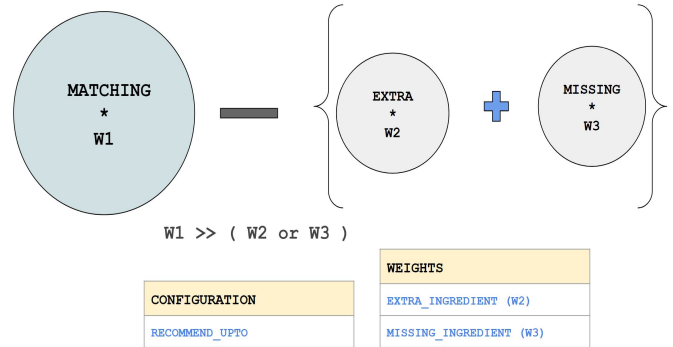 MATCHING
*
W1
EXTRA
*
W2
MISSING
*
W3
W1 >> ( W2 or W3 )
CONFIGURATION
RECOMMEND_UPTO
WEIGHTS
EXTRA_INGREDIENT (W2)
MISSING_INGREDIENT (W3)